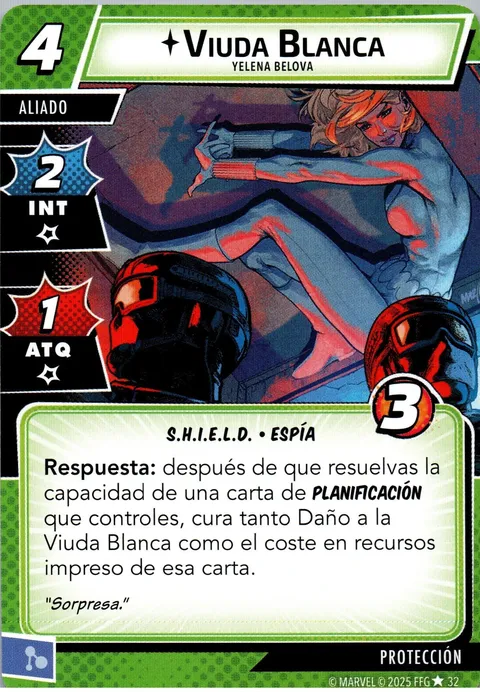 4
VIUDA BLANCA
YELENA BELOVA
ALIADO
2
INT
1
ATQ
3
S.H.I.E.L.D. • ESPÍA
Respuesta: después de que resuelvas la
capacidad de una carta de PLANIFICACIÓN
que controles, cura tanto Daño a la
Viuda Blanca como el coste en recursos
impreso de esa carta.
"Sorpresa."
PROTECCIÓN
© MARVEL © 2025 FFG ★ 32